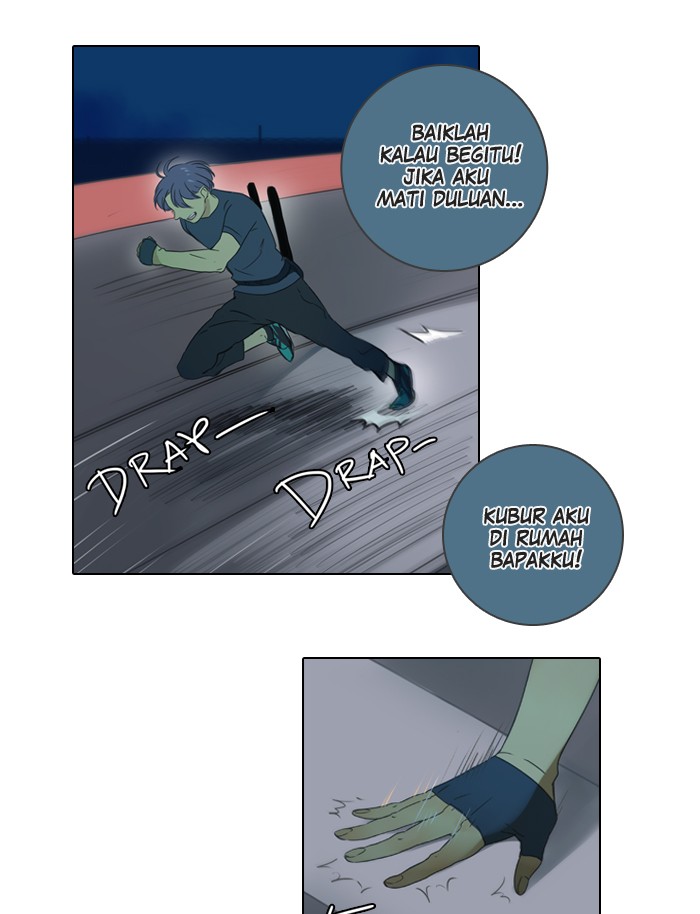 BAIKLAH
KALAU BEGITU!
JIKA AKU
MATI DULUAN...
DRAP—
DRAP-
KUBUR AKU
DI RUMAH
BAPAKKU!